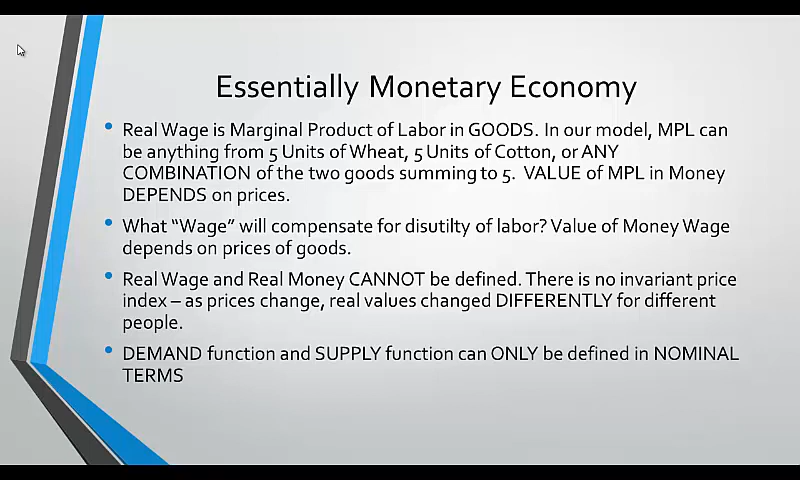 Essentially Monetary Economy
• Real Wage is Marginal Product of Labor in GOODS. In our model, MPL can
be anything from 5 Units of Wheat, 5 Units of Cotton, or ANY
COMBINATION of the two goods summing to 5. VALUE of MPL in Money
DEPENDS on prices.
• What “Wage” will compensate for disutilty of labor? Value of Money Wage
depends on prices of goods.
• Real Wage and Real Money CANNOT be defined. There is no invariant price
index – as prices change, real values changed DIFFERENTLY for different
people.
• DEMAND function and SUPPLY function can ONLY be defined in NOMINAL
TERMS